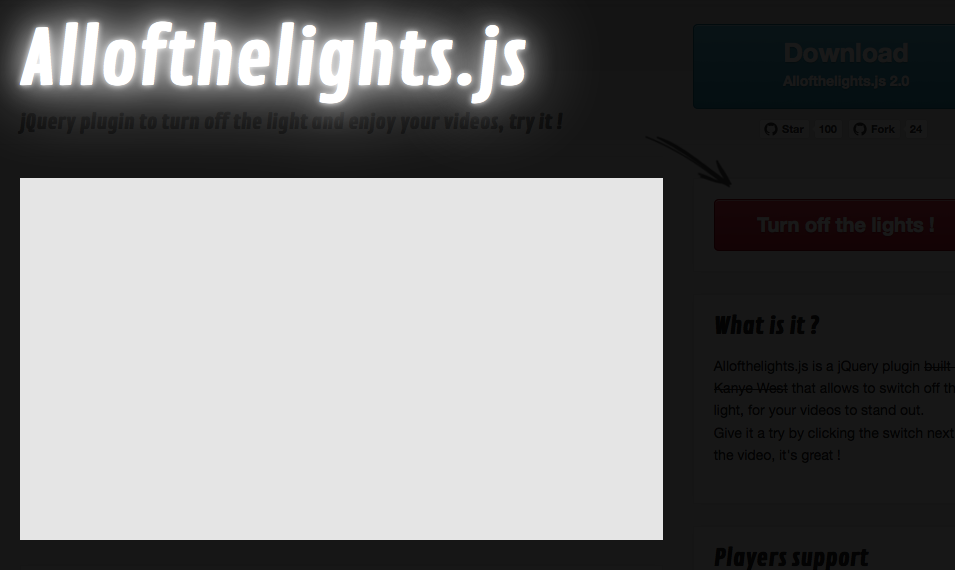 Allofthelights.js
jQuery plugin to turn off the light and enjoy your videos, try it !
Download
Allofthelights.js 2.0
Star 100 Fork 24
Turn off the lights !
What is it ?
Allofthelights.js is a jQuery plugin built
Kanye West that allows to switch off th
light, for your videos to stand out.
Give it a try by clicking the switch next
the video, it's great !
Players support